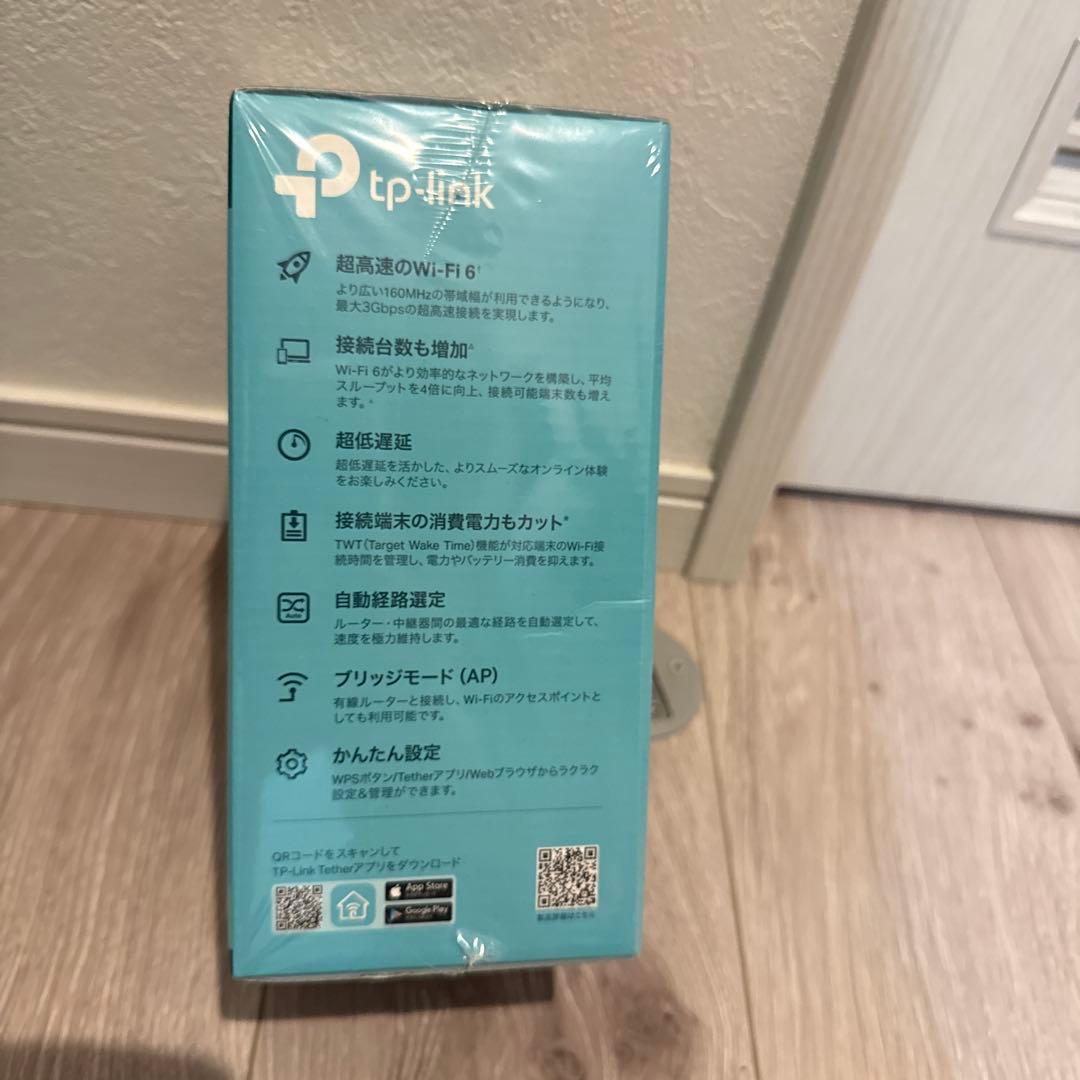 tp-link
超高速のWi-Fi 6†
より広い160MHzの帯域幅が利用できるようになり、
最大3Gbpsの超高速接続を実現します。
接続台数も増加△
Wi-Fi 6がより効率的なネットワークを構築し、平均
スループットを4倍に向上、接続可能端末数も増え
ます。△
超低遅延
超低遅延を活かした、よりスムーズなオンライン体験
をお楽しみください。
接続端末の消費電力もカット*
TWT(Target Wake Time)機能が対応端末のWi-Fi接
続時間を管理し、電力やバッテリー消費を抑えます。
Auto
自動経路選定
ルーター・中継器間の最適な経路を自動選定して、
速度を極力維持します。
ブリッジモード(AP)
有線ルーターと接続し、Wi-Fiのアクセスポイントと
しても利用可能です。
かんたん設定
WPSボタン/Tetherアプリ/Webブラウザからラクラク
設定&管理ができます。
QRコードをスキャンして
TP-Link Tetherアプリをダウンロード
App Store
Google Play
製品詳細はこちら